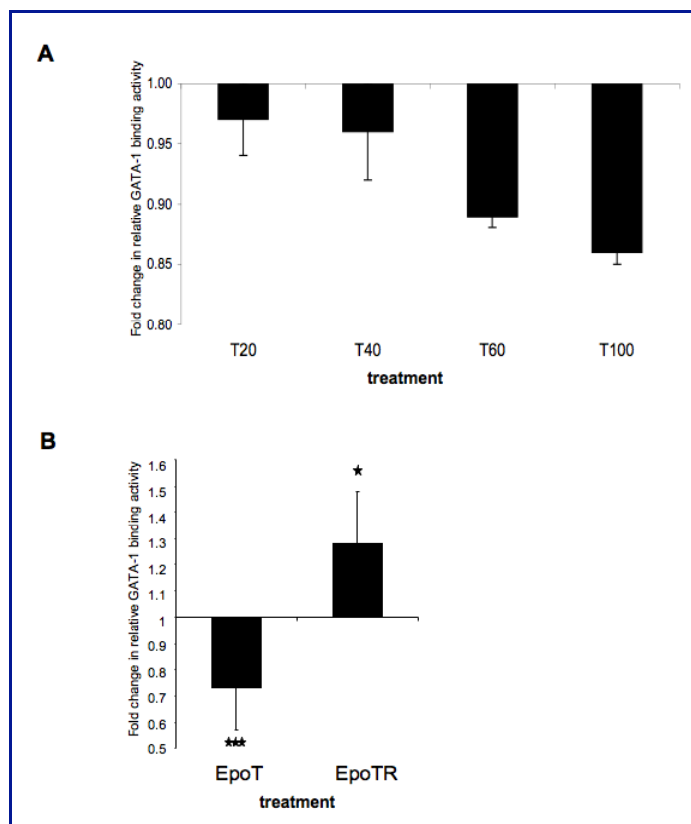 A
Fold change in relative GATA-1 binding activity
1.00
0.95
0.90
0.85
0.80
T20 T40 T60 T100
treatment
B
Fold change in relative GATA-1 binding activity
1.6
1.5
1.4
1.3
1.2
1.1
1
0.9
0.8
0.7
0.6
0.5
EpoT EpoTR
treatment